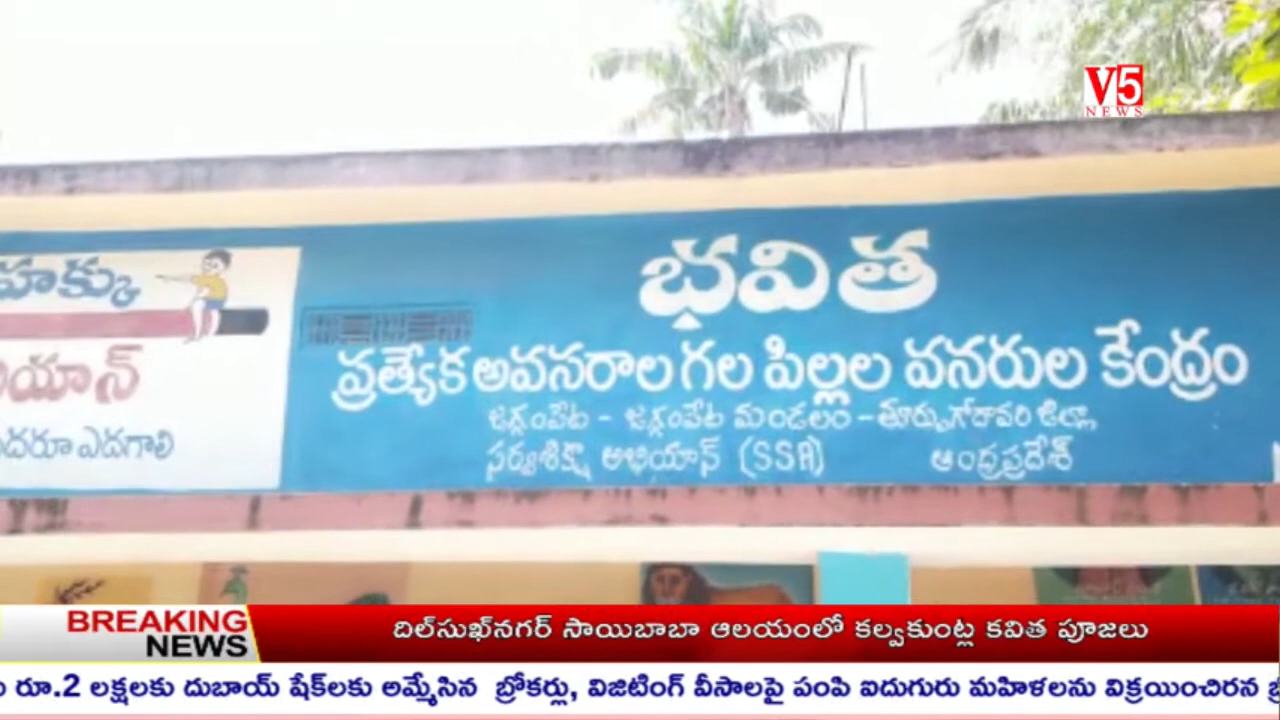 V5
NEWS
హక్కు
యాన్
ఎదగాలి
భవిత
ప్రత్యేక అవసరాల గల పిల్లల వనరుల కేంద్రం
జగ్గంపేట - జగ్గంపేట మండలం - తూర్పుగోదావరి జిల్లా
సర్వశిక్షా అభియాన్ (SSA) ఆంధ్రప్రదేశ్
BREAKING
NEWS
దిల్‌సుఖ్‌నగర్ సాయిబాబా ఆలయంలో కల్వకుంట్ల కవిత పూజలు
రూ.2 లక్షలకు దుబాయ్ షేక్‌లకు అమ్మేసిన బ్రోకర్లు, విజిటింగ్ వీసాలపై పంపి ఐదుగురు మహిళలను విక్రయించిరన